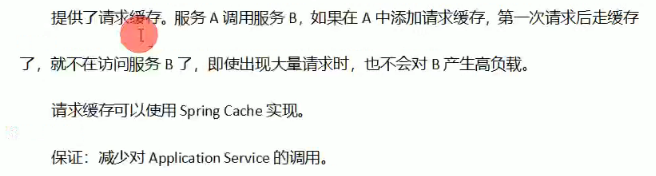 提供了请求缓存。服务 A 调用服务 B，如果在 A 中添加请求缓存，第一次请求后走缓存
了，就不在访问服务 B 了，即使出现大量请求时，也不会对 B 产生高负载。
请求缓存可以使用 Spring Cache 实现。
保证：减少对 Application Service 的调用。